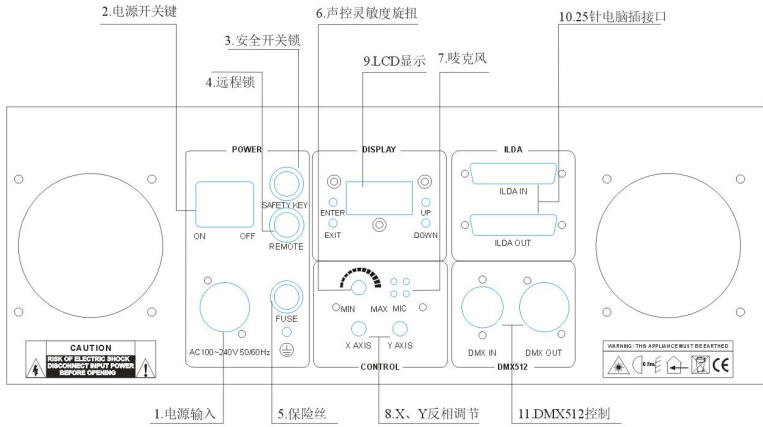 2.电源开关键
6.声控灵敏度旋扭
10.25针电脑插接口
3.安全开关锁
9.LCD显示
7.唛克风
4.远程锁
POWER
DISPLAY
ILDA
SAFETY KEY
ENTER
UP
ILDA IN
ON
OFF
REMOTE
EXIT
DOWN
ILDA OUT
FUSE
MIN
MAX
MIC
AC100~240V 50/60Hz
X AXIS
Y AXIS
DMX IN
DMX OUT
CONTROL
DMX512
CAUTION
RISK OF ELECTRIC SHOCK
DISCONNECT INPUT POWER
BEFORE OPENING
WARNING: THIS APPLIANCE MUST BE EARTHED
0.5m
CE
1.电源输入
5.保险丝
8.X、Y反相调节
11.DMX512控制